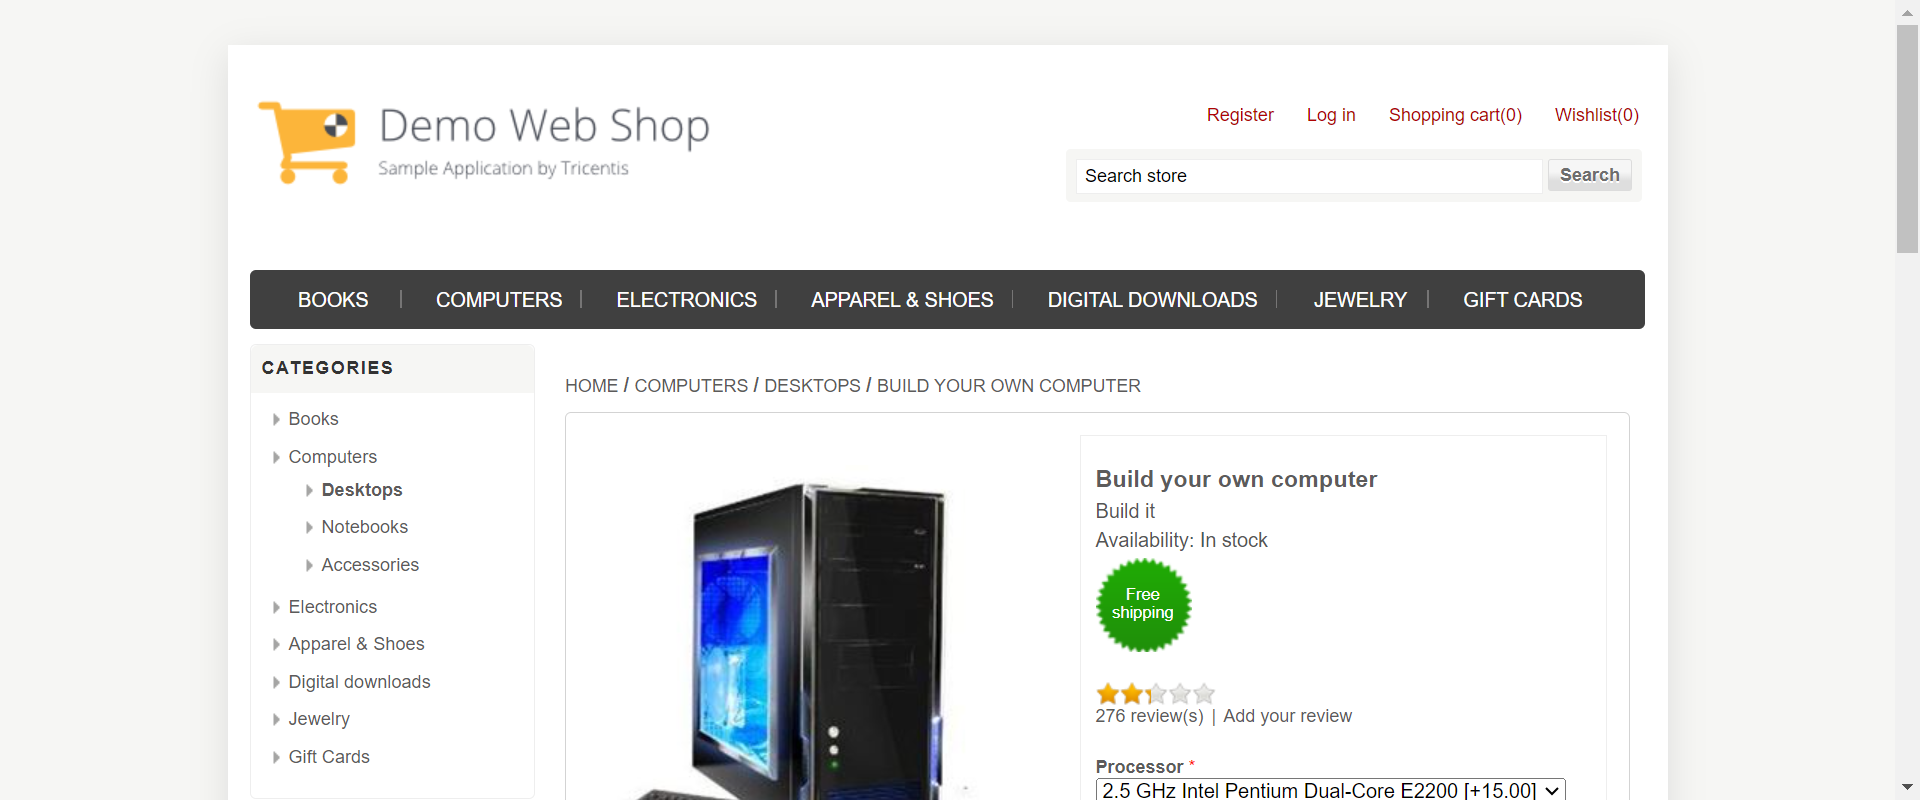 Demo Web Shop
Sample Application by Tricentis
Register Log in Shopping cart(0) Wishlist(0)
Search store Search
BOOKS COMPUTERS ELECTRONICS APPAREL & SHOES DIGITAL DOWNLOADS JEWELRY GIFT CARDS
CATEGORIES
Books
Computers
Desktops
Notebooks
Accessories
Electronics
Apparel & Shoes
Digital downloads
Jewelry
Gift Cards
HOME / COMPUTERS / DESKTOPS / BUILD YOUR OWN COMPUTER
Build your own computer
Build it
Availability: In stock
Free
shipping
276 review(s) | Add your review
Processor *
2.5 GHz Intel Pentium Dual-Core E2200 [+15.00]